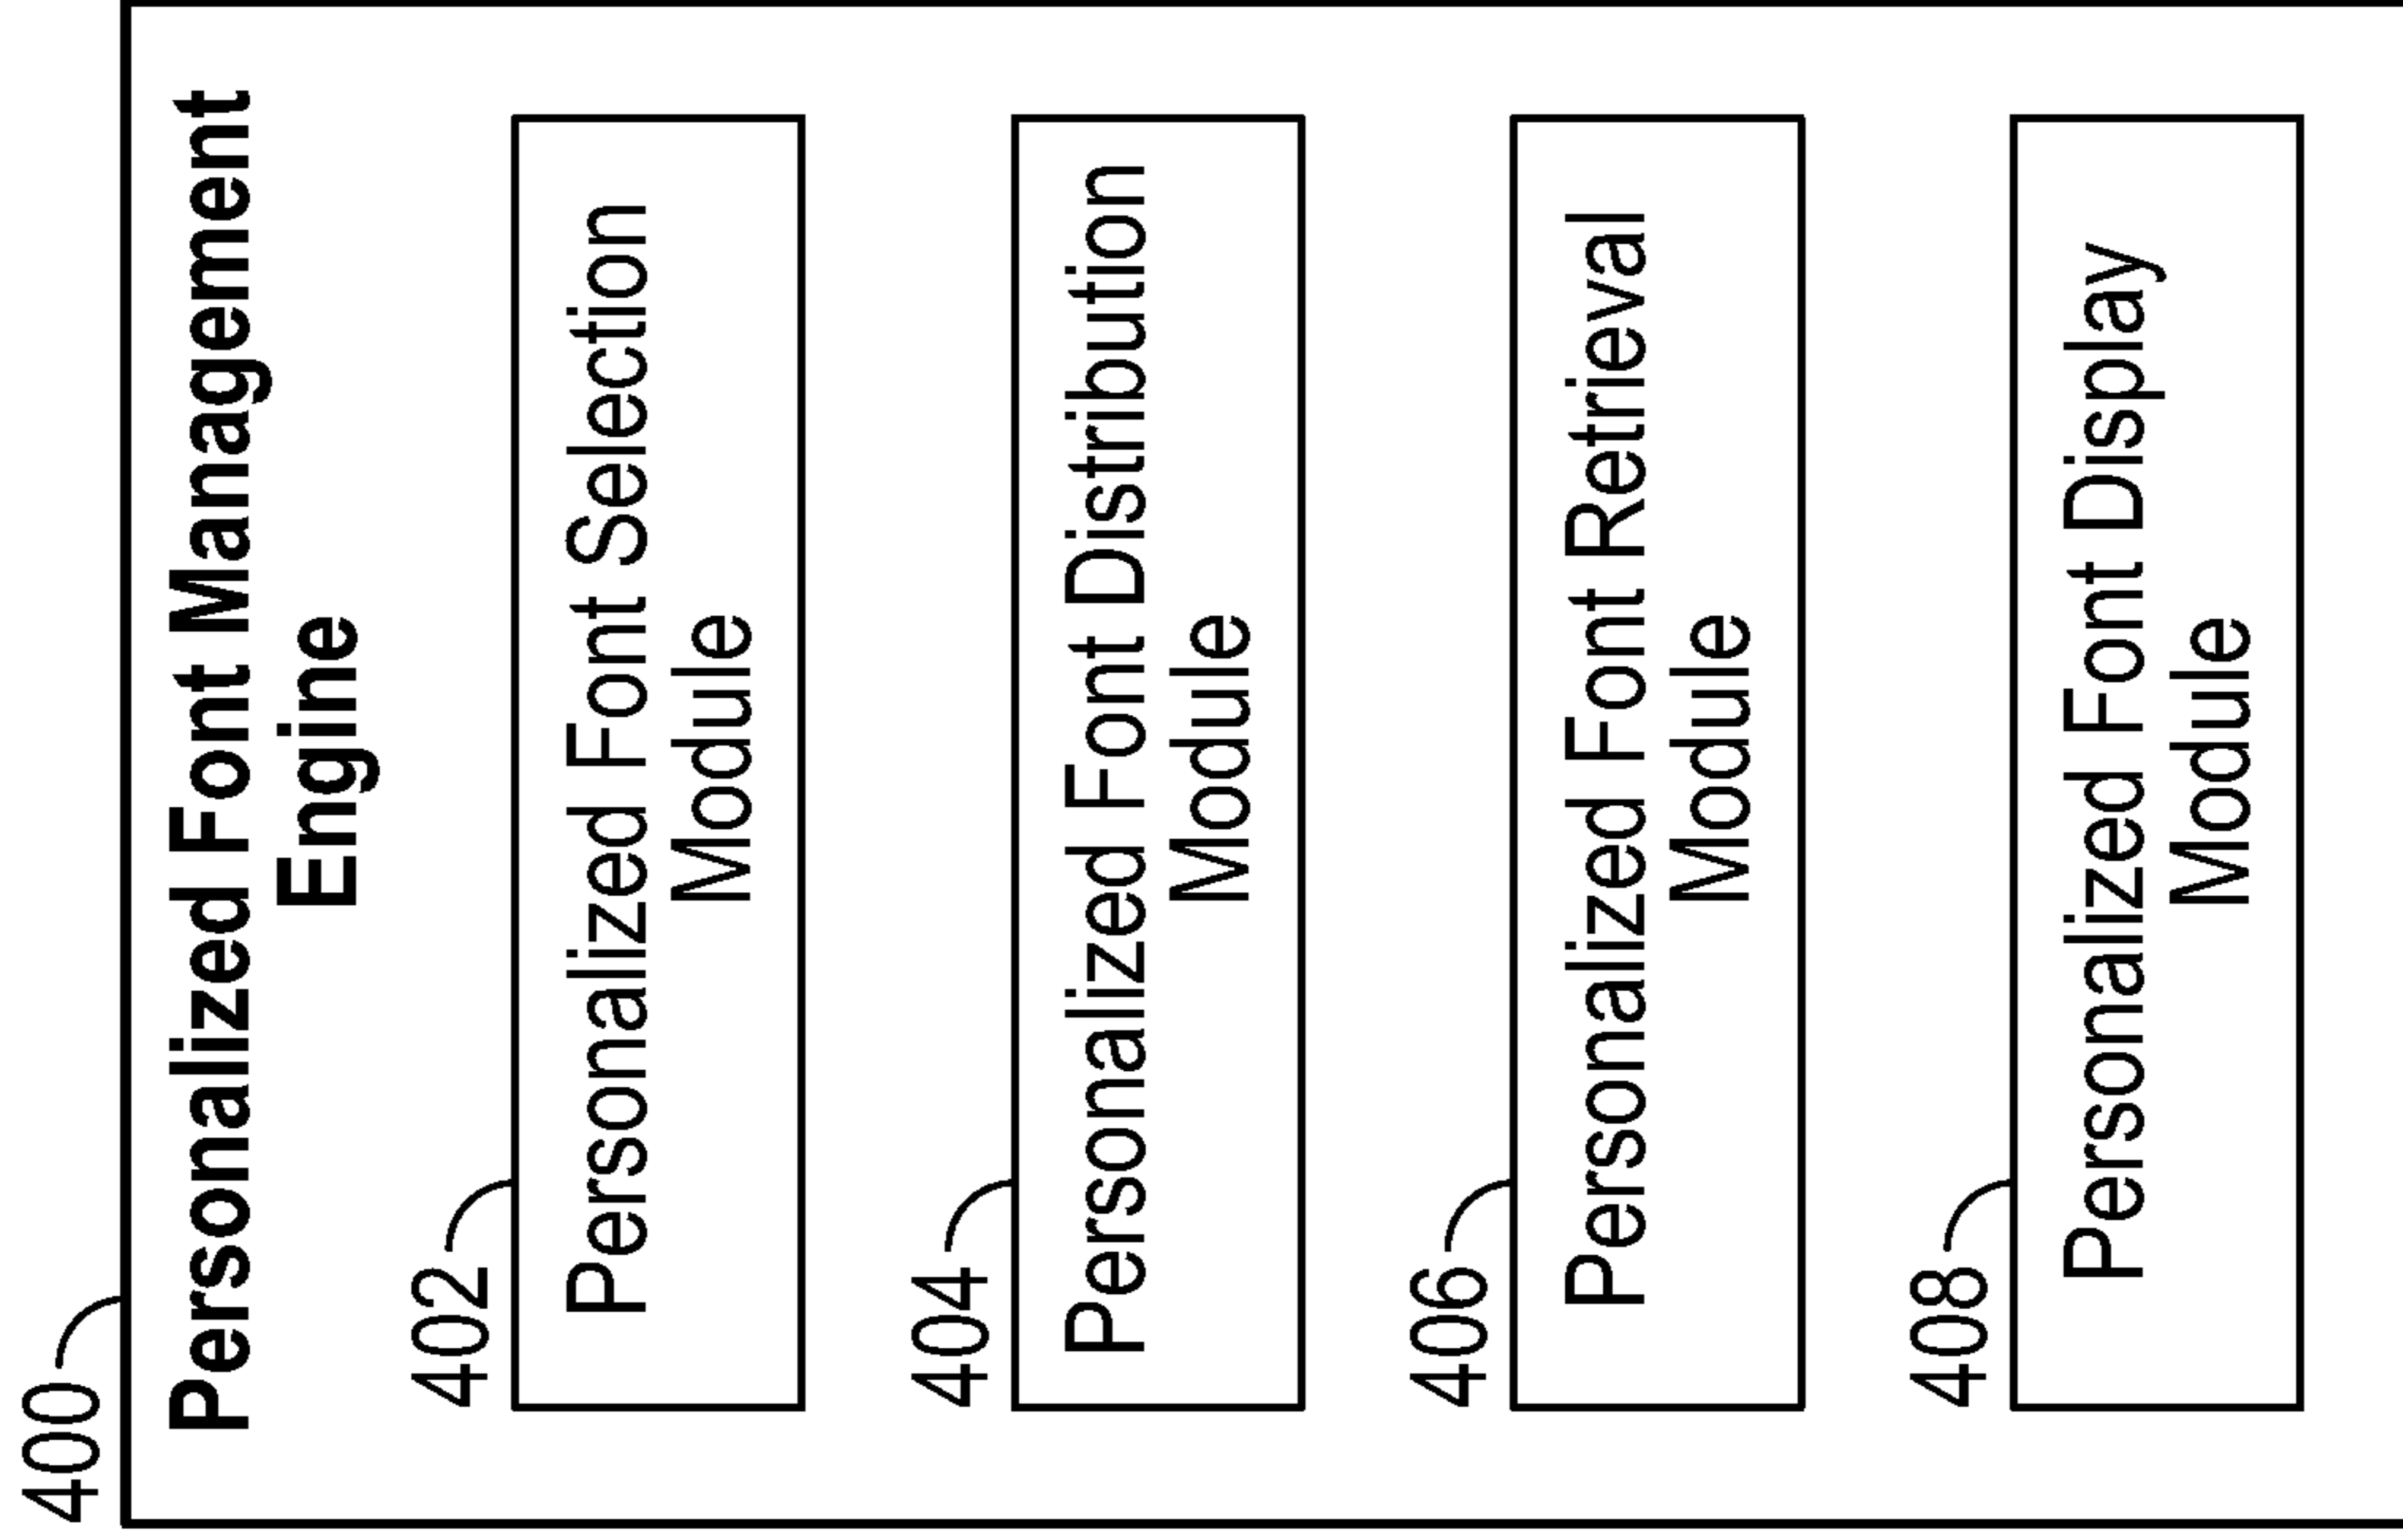 400
Personalized Font Management
Engine
402
Personalized Font Selection
Module
404
Personalized Font Distribution
Module
406
Personalized Font Retrieval
Module
408
Personalized Font Display
Module